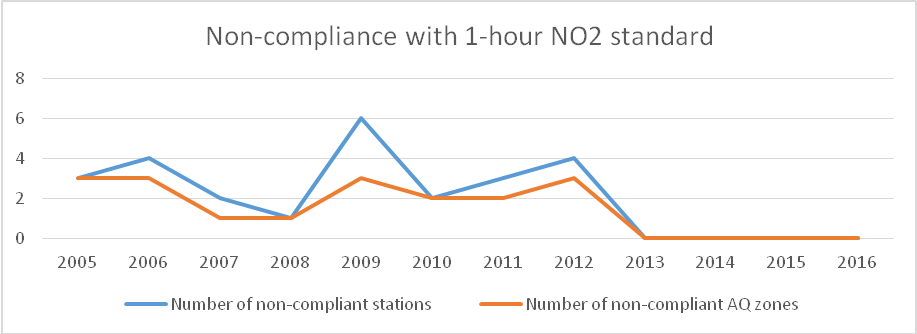 Non-compliance with 1-hour NO2 standard
8
6
4
2
0
2005 2006 2007 2008 2009 2010 2011 2012 2013 2014 2015 2016
Number of non-compliant stations Number of non-compliant AQ zones